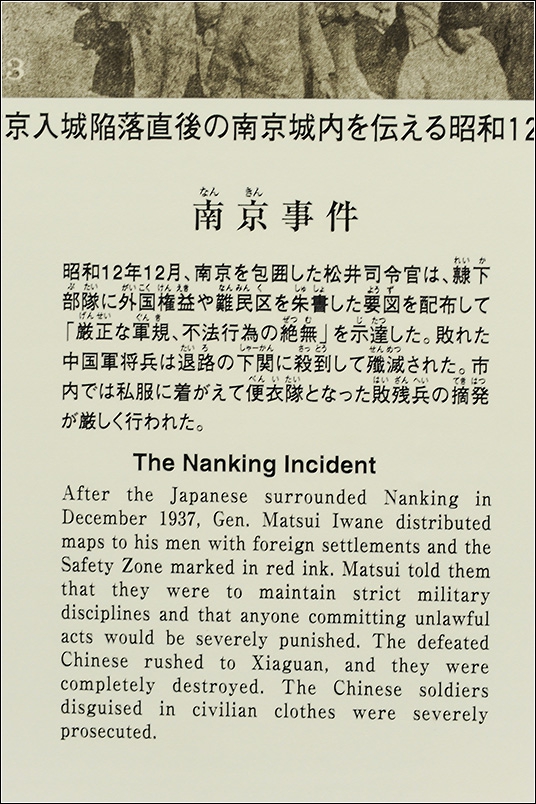 3
京入城陥落直後の南京城内を伝える昭和12
なん きん
南京事件
昭和12年12月、南京を包囲した松井司令官は、隷下
部隊に外国権益や難民区を朱書した要図を配布して
「厳正な軍規、不法行為の絶無」を示達した。敗れた
中国軍将兵は退路の下関に殺到して殲滅された。市
内では私服に着がえて便衣隊となった敗残兵の摘発
が厳しく行われた。
The Nanking Incident
After the Japanese surrounded Nanking in
December 1937, Gen. Matsui Iwane distributed
maps to his men with foreign settlements and the
Safety Zone marked in red ink. Matsui told them
that they were to maintain strict military
disciplines and that anyone committing unlawful
acts would be severely punished. The defeated
Chinese rushed to Xiaguan, and they were
completely destroyed. The Chinese soldiers
disguised in civilian clothes were severely
prosecuted.